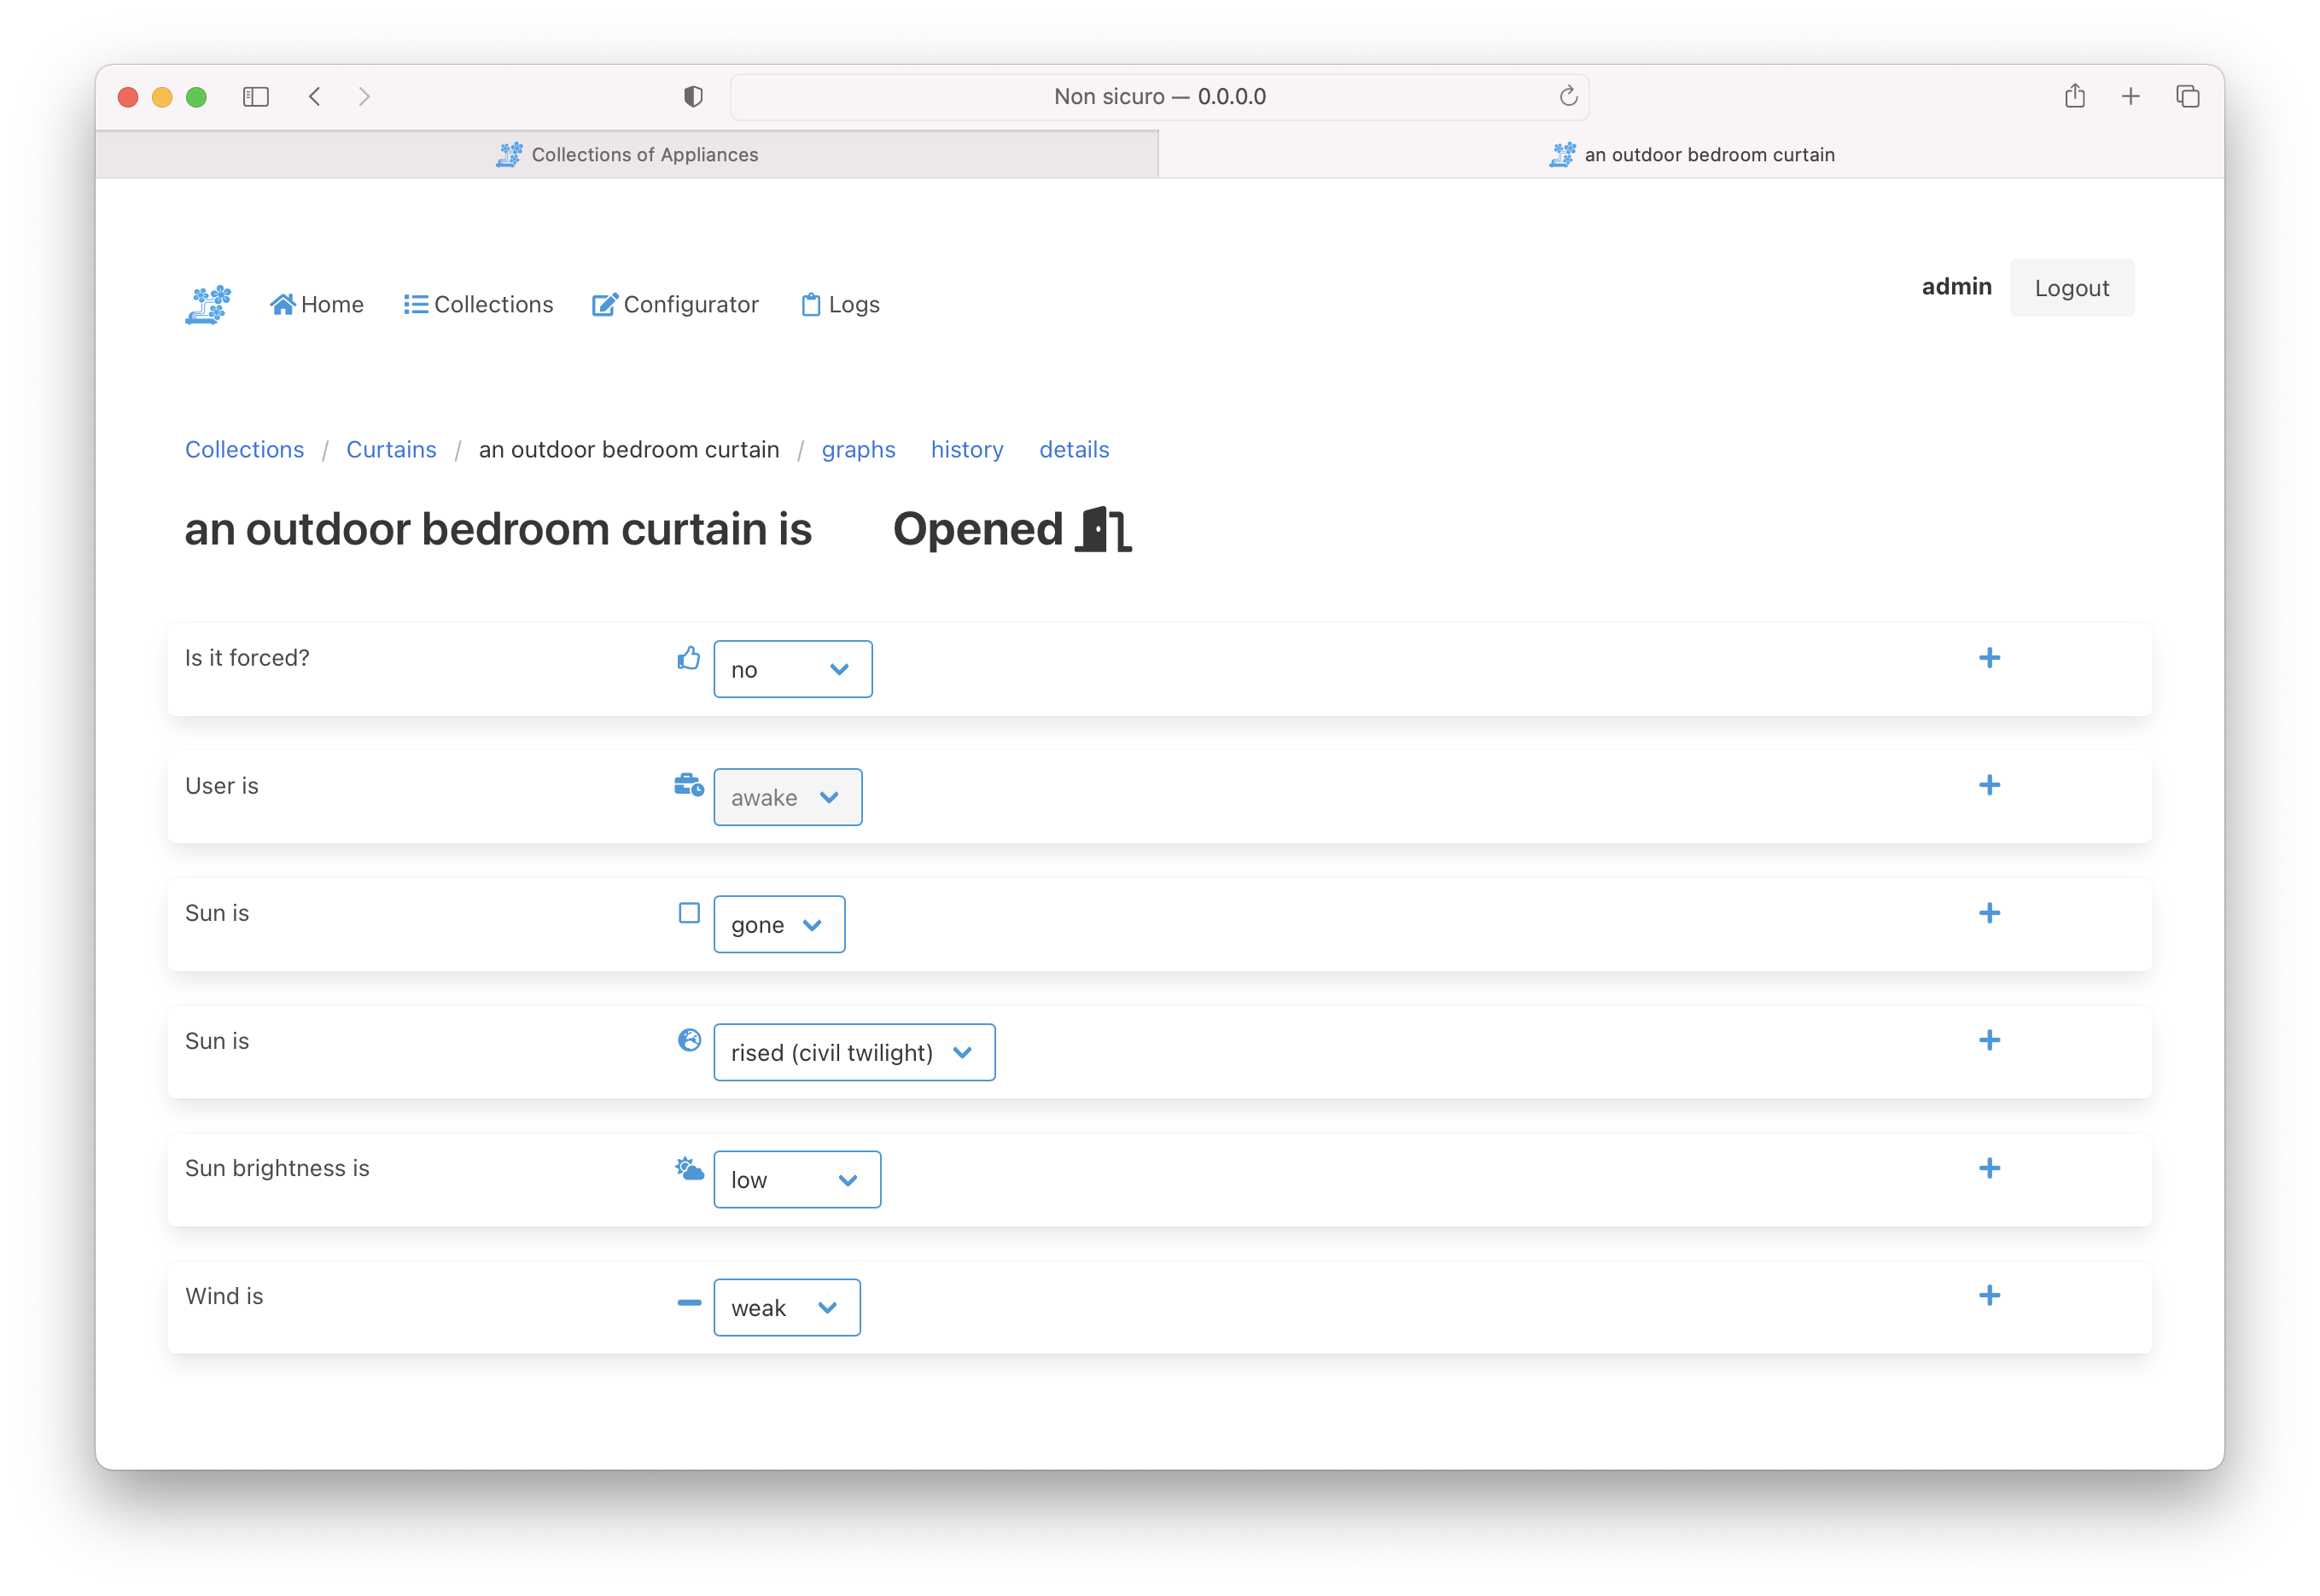 Non sicuro — 0.0.0.0
Collections of Appliances
an outdoor bedroom curtain
Home Collections Configurator Logs
admin Logout
Collections / Curtains / an outdoor bedroom curtain / graphs history details
an outdoor bedroom curtain is Opened
Is it forced? no
User is awake
Sun is gone
Sun is rised (civil twilight)
Sun brightness is low
Wind is weak